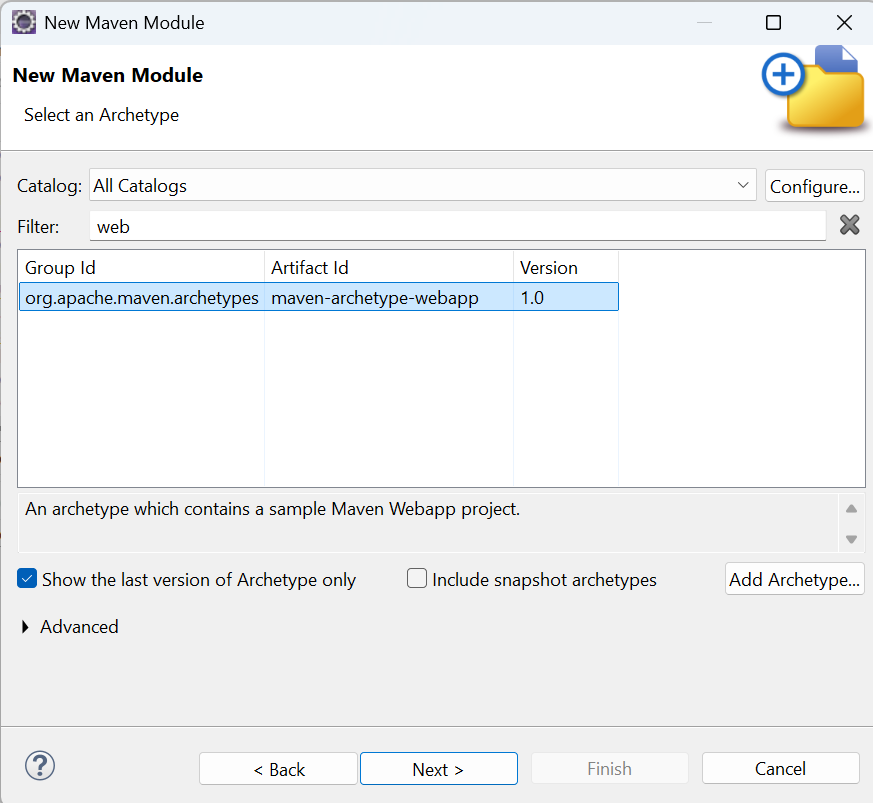 New Maven Module
New Maven Module
Select an Archetype
Catalog: All Catalogs Configure...
Filter: web
Group Id Artifact Id Version
org.apache.maven.archetypes maven-archetype-webapp 1.0
An archetype which contains a sample Maven Webapp project.
Show the last version of Archetype only Include snapshot archetypes Add Archetype...
Advanced
? < Back Next > Finish Cancel